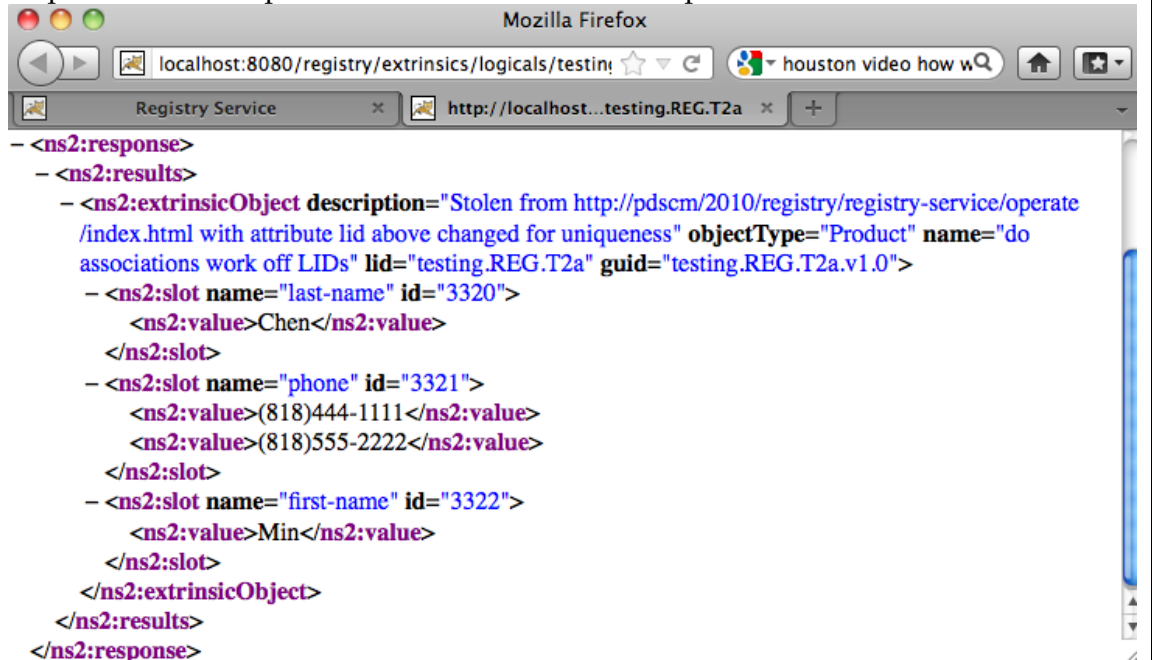 Mozilla Firefox
localhost:8080/registry/extrinsics/logicals/testing
houston video how w
Registry Service
http://localhost...testing.REG.T2a
– <ns2:response>
– <ns2:results>
– <ns2:extrinsicObject description="Stolen from http://pdscm/2010/registry/registry-service/operate
/index.html with attribute lid above changed for uniqueness" objectType="Product" name="do
associations work off LIDs" lid="testing.REG.T2a" guid="testing.REG.T2a.v1.0">
– <ns2:slot name="last-name" id="3320">
<ns2:value>Chen</ns2:value>
</ns2:slot>
– <ns2:slot name="phone" id="3321">
<ns2:value>(818)444-1111</ns2:value>
<ns2:value>(818)555-2222</ns2:value>
</ns2:slot>
– <ns2:slot name="first-name" id="3322">
<ns2:value>Min</ns2:value>
</ns2:slot>
</ns2:extrinsicObject>
</ns2:results>
</ns2:response>